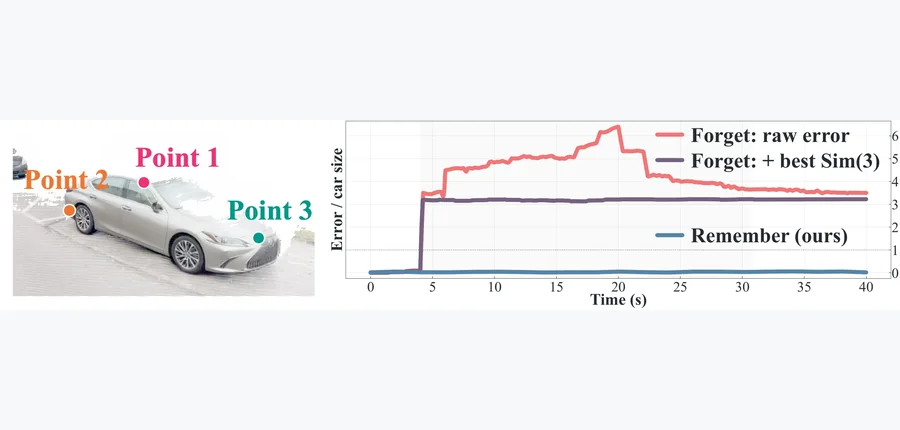 Point 1
Point 2
Point 3
Error / car size
Forget: raw error
Forget: + best Sim(3)
Remember (ours)
6
5
4
3
2
1
0
0 5 10 15 20 25 30 35 40
Time (s)